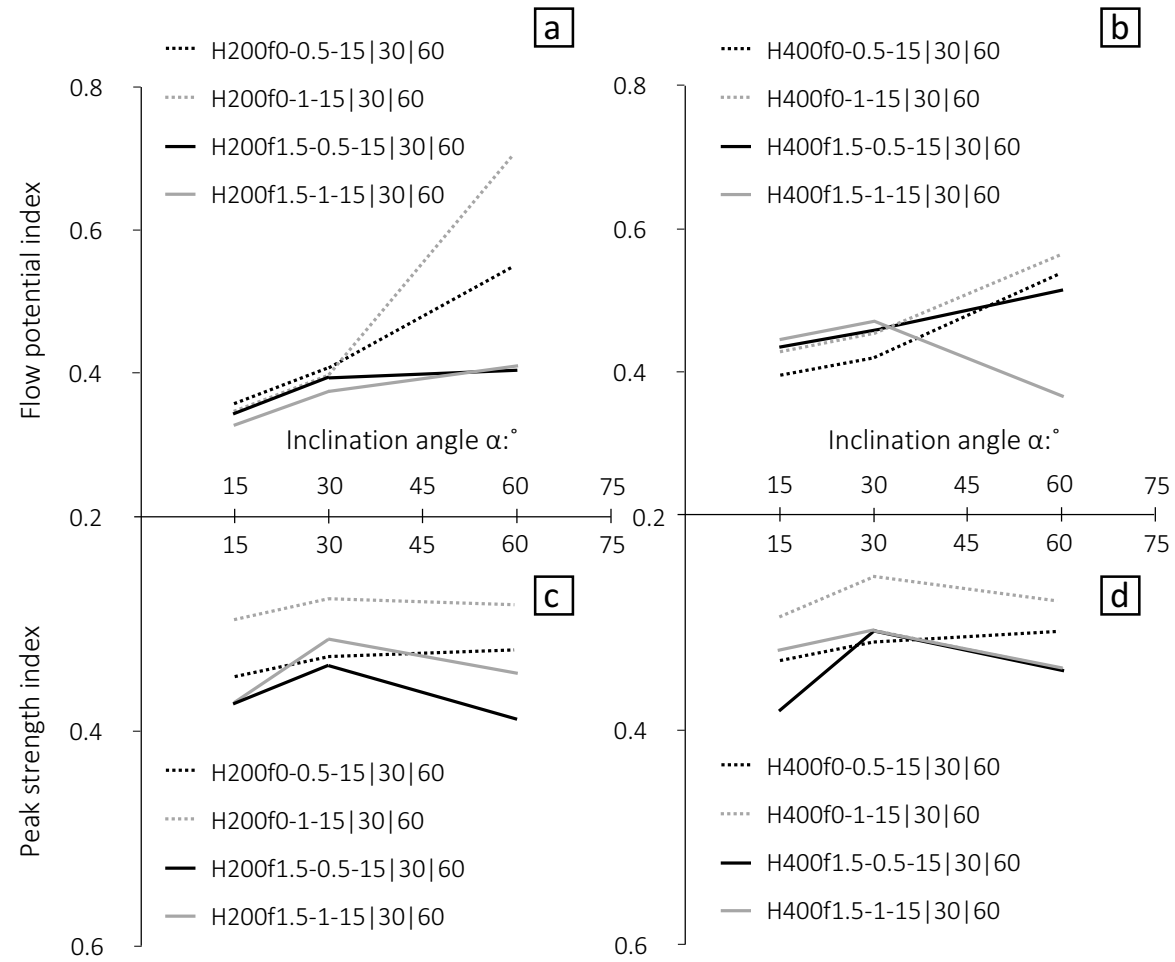 a
H200f0-0.5-15|30|60
H200f0-1-15|30|60
H200f1.5-0.5-15|30|60
H200f1.5-1-15|30|60
0.8
0.6
0.4
0.2
Flow potential index
Inclination angle α:°
15 30 45 60 75
b
H400f0-0.5-15|30|60
H400f0-1-15|30|60
H400f1.5-0.5-15|30|60
H400f1.5-1-15|30|60
0.8
0.6
0.4
0.2
Inclination angle α:°
15 30 45 60 75
15 30 45 60 75
c
Peak strength index
0.4
0.6
H200f0-0.5-15|30|60
H200f0-1-15|30|60
H200f1.5-0.5-15|30|60
H200f1.5-1-15|30|60
15 30 45 60 75
d
0.4
0.6
H400f0-0.5-15|30|60
H400f0-1-15|30|60
H400f1.5-0.5-15|30|60
H400f1.5-1-15|30|60